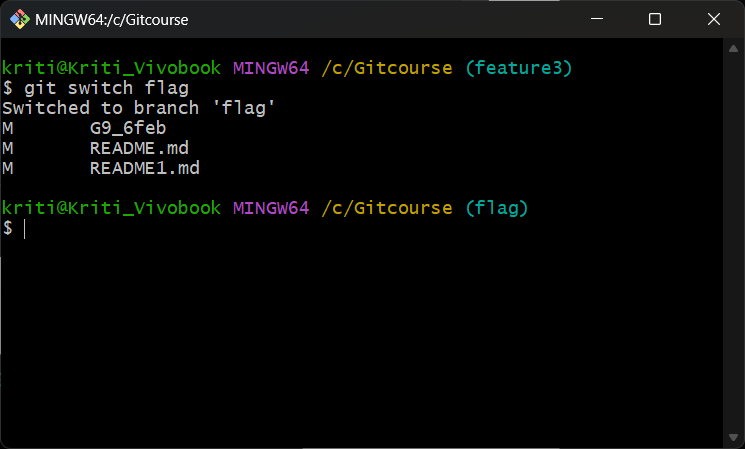 MINGW64:/c/Gitcourse
kriti@Kriti_Vivobook MINGW64 /c/Gitcourse (feature3)
$ git switch flag
Switched to branch 'flag'
M       G9_6feb
M       README.md
M       README1.md
kriti@Kriti_Vivobook MINGW64 /c/Gitcourse (flag)
$